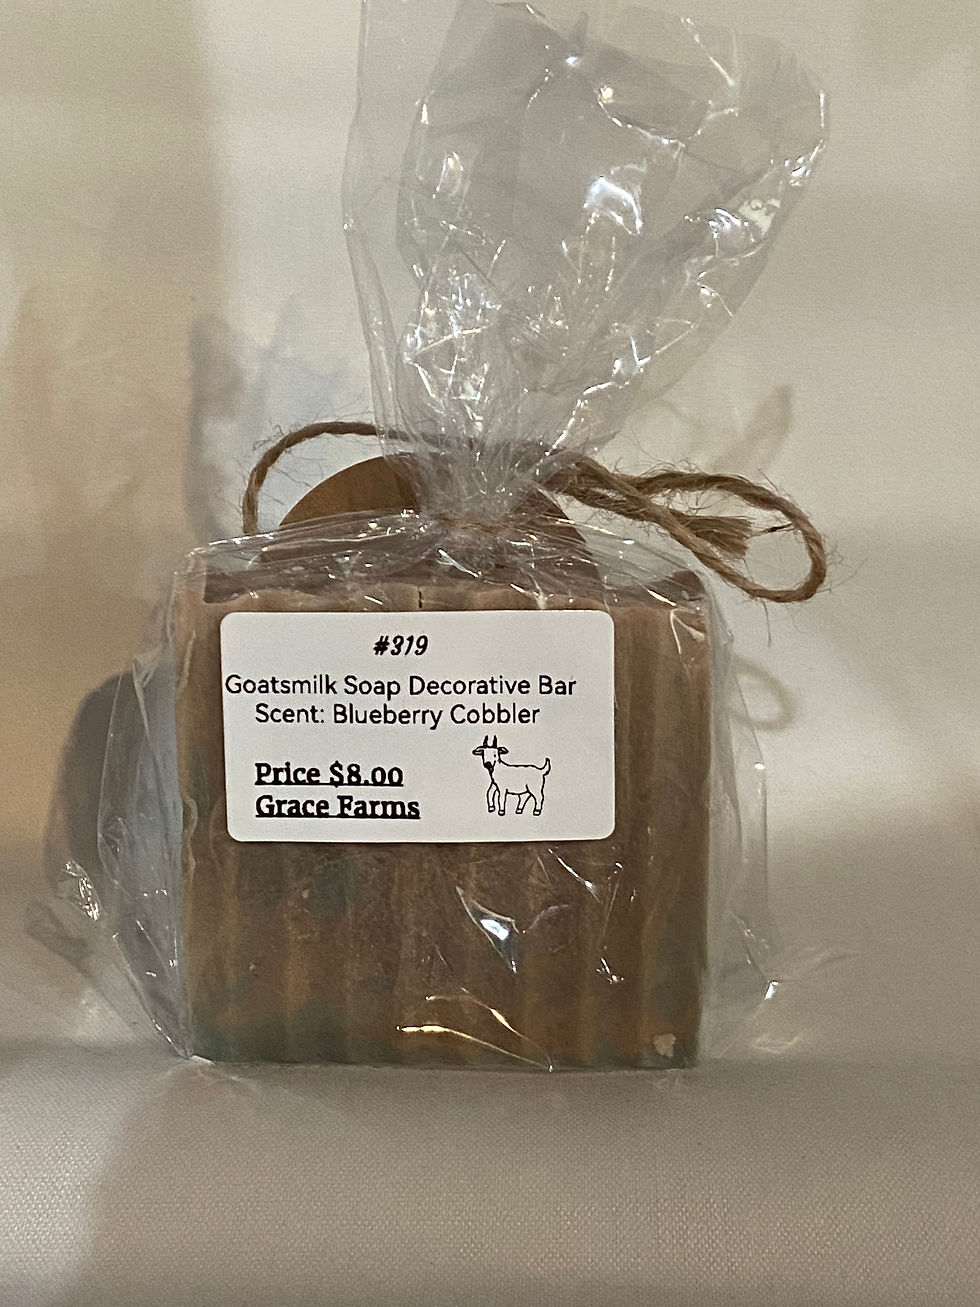 #319
Goatsmilk Soap Decorative Bar
Scent: Blueberry Cobbler
Price $8.00
Grace Farms